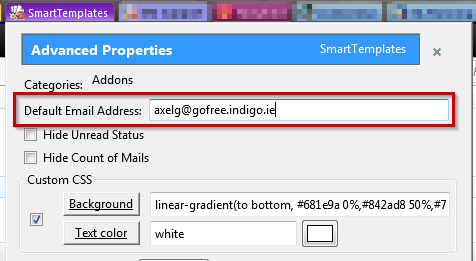 SmartTemplates
Advanced Properties SmartTemplates
Categories: Addons
Default Email Address: axelg@gofree.indigo.ie
Hide Unread Status
Hide Count of Mails
Custom CSS
Background linear-gradient(to bottom, #681e9a 0%,#842ad8 50%,#7
Text color white